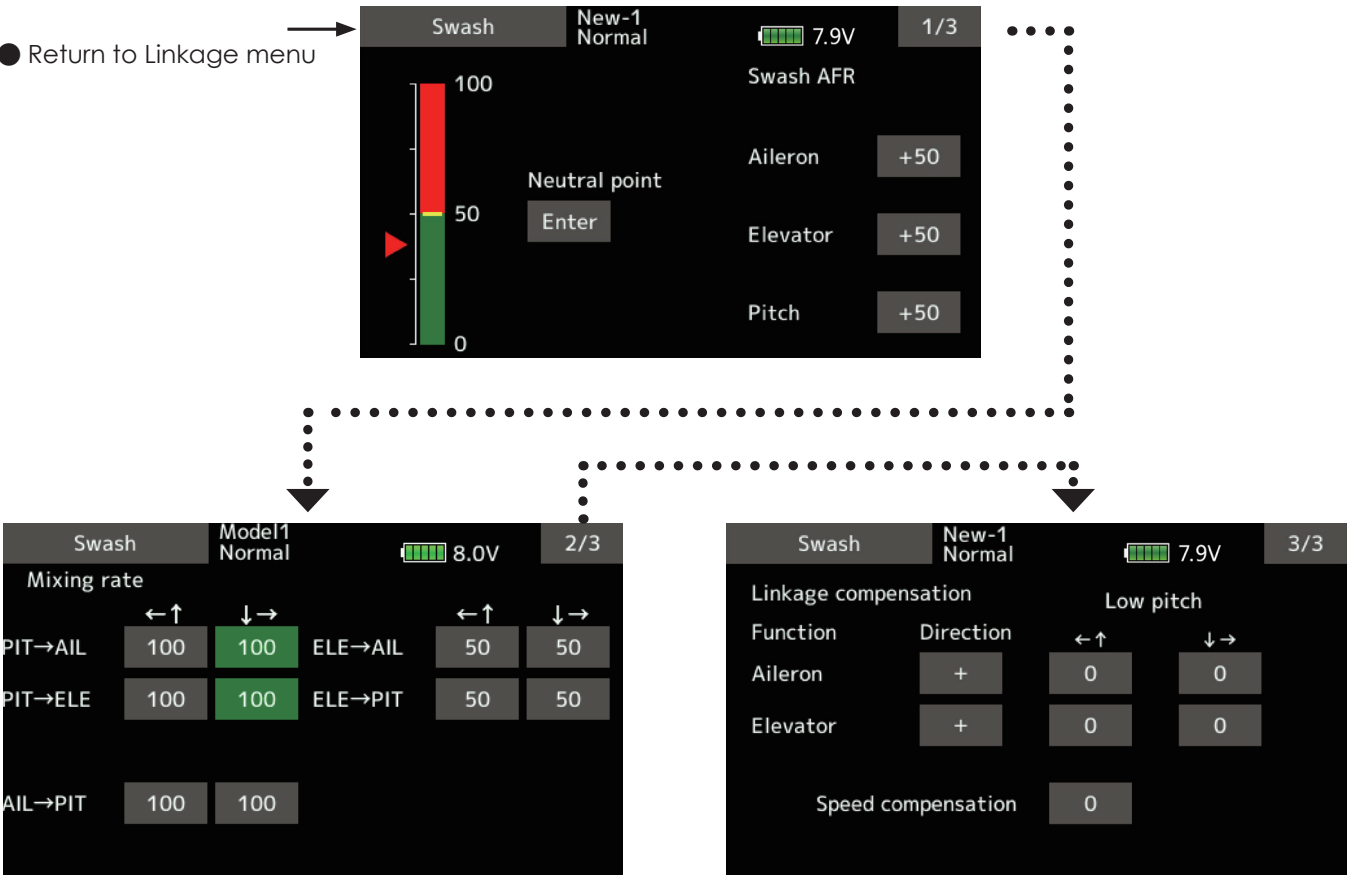 ● Return to Linkage menu
Swash New-1 Normal 7.9V 1/3
100
50
0
Neutral point
Enter
Swash AFR
Aileron +50
Elevator +50
Pitch +50
Swash Model1 Normal 8.0V 2/3
Mixing rate
←↑ ↓→ ←↑ ↓→
PIT→AIL 100 100 ELE→AIL 50 50
PIT→ELE 100 100 ELE→PIT 50 50
AIL→PIT 100 100
Swash New-1 Normal 7.9V 3/3
Linkage compensation Low pitch
Function Direction ←↑ ↓→
Aileron + 0 0
Elevator + 0 0
Speed compensation 0